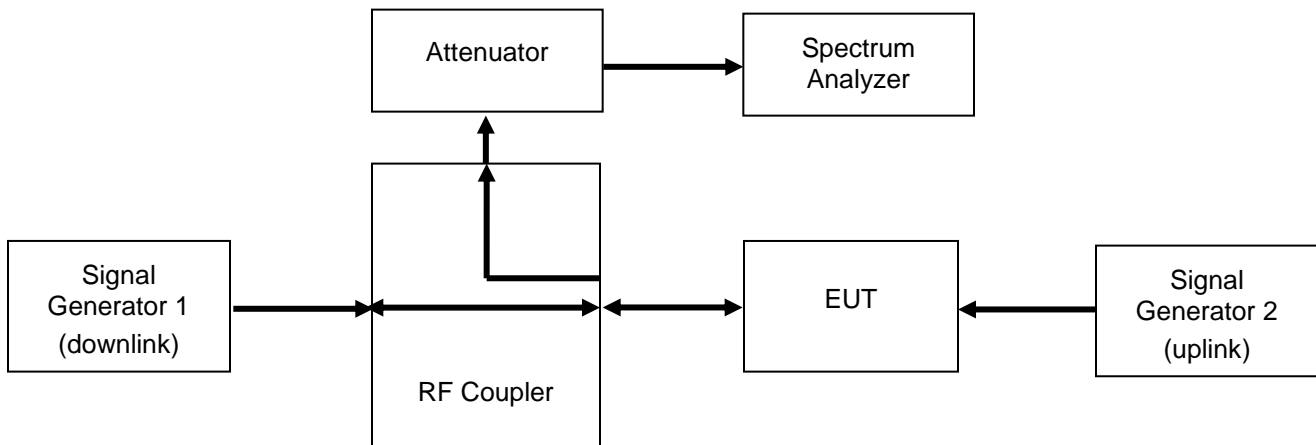 Attenuator
Spectrum
Analyzer
Signal
Generator 1
(downlink)
RF Coupler
EUT
Signal
Generator 2
(uplink)